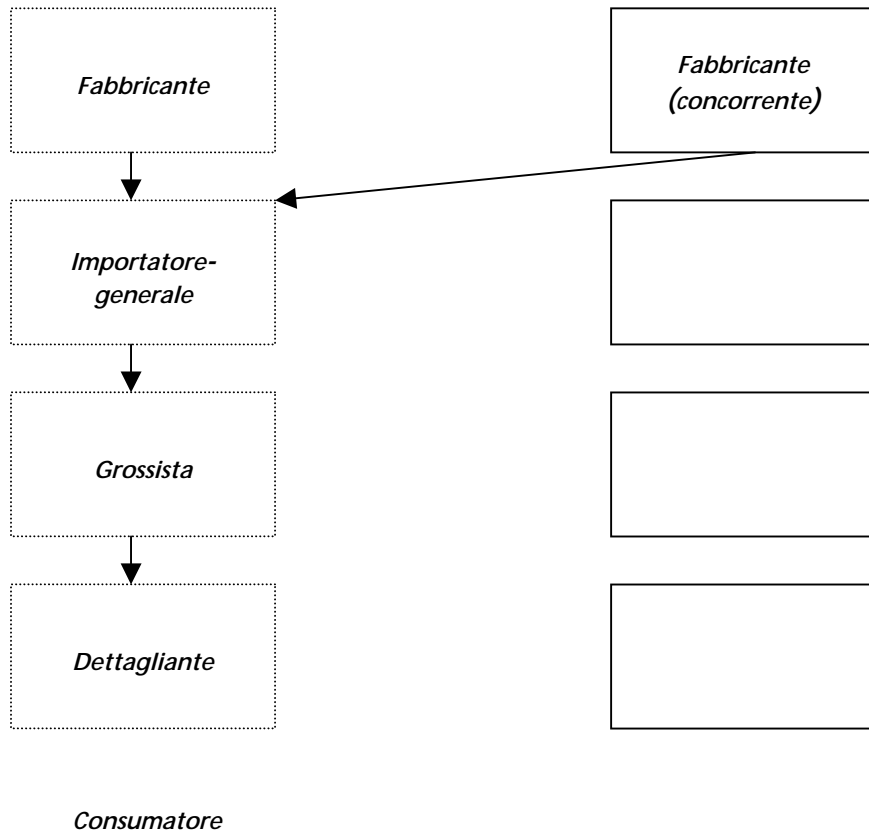 Fabbricante
Fabbricante
(concorrente)
Importatore-
generale
Grossista
Dettagliante
Consumatore